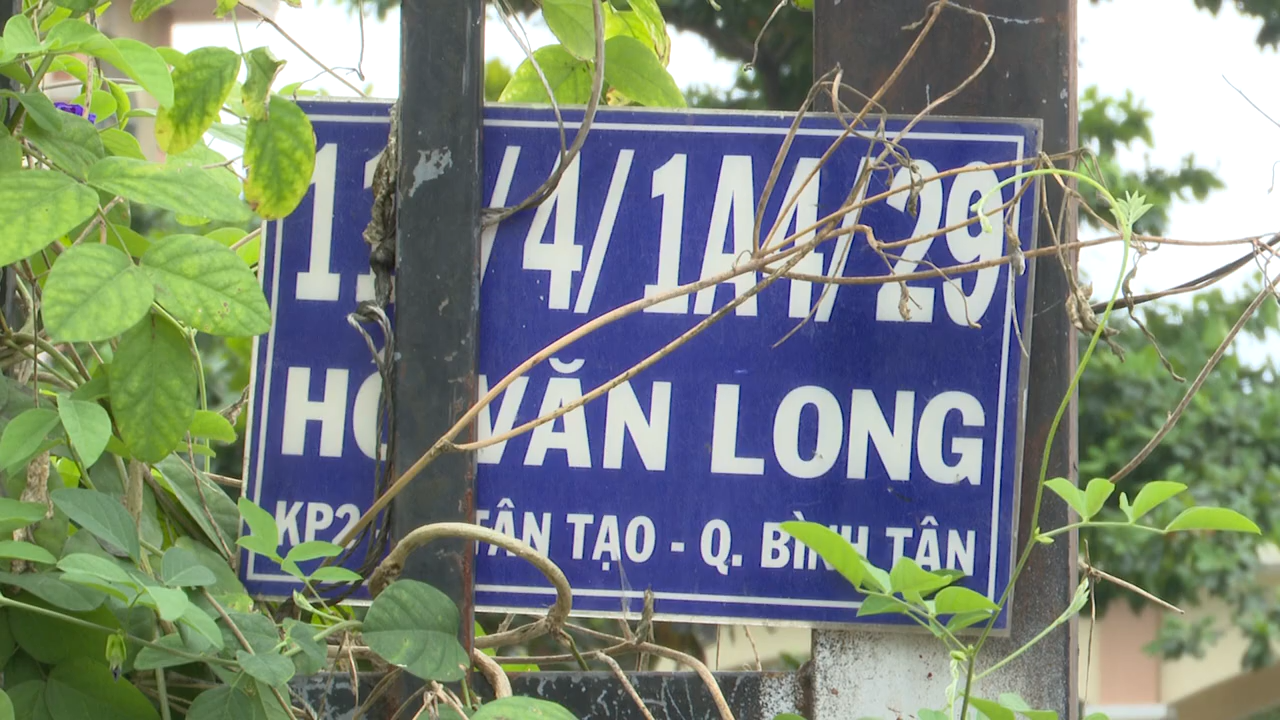 /4/1A4/29
VĂN LONG
KP2 TÂN TẠO - Q. BÌNH TÂN